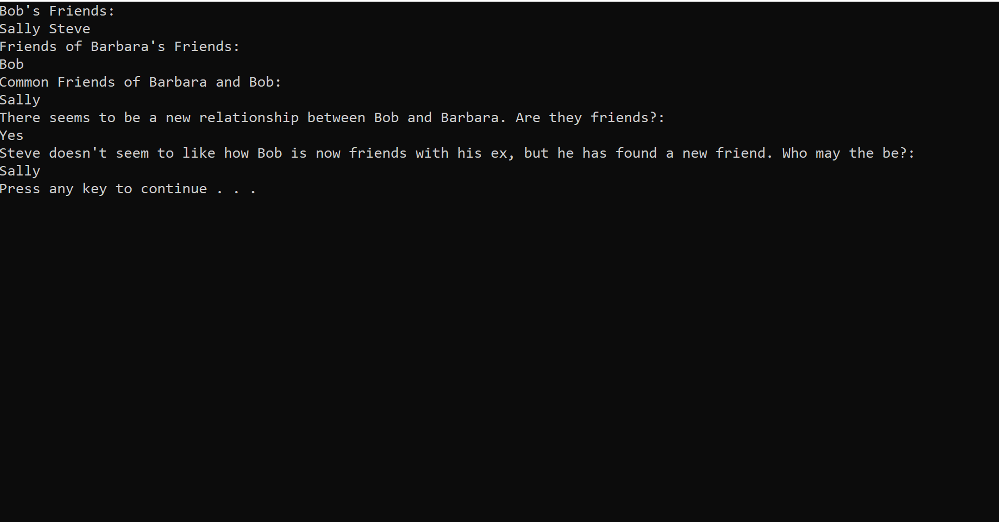 Bob's Friends:
Sally Steve
Friends of Barbara's Friends:
Bob
Common Friends of Barbara and Bob:
Sally
There seems to be a new relationship between Bob and Barbara. Are they friends?:
Yes
Steve doesn't seem to like how Bob is now friends with his ex, but he has found a new friend. Who may the be?:
Sally
Press any key to continue . . .